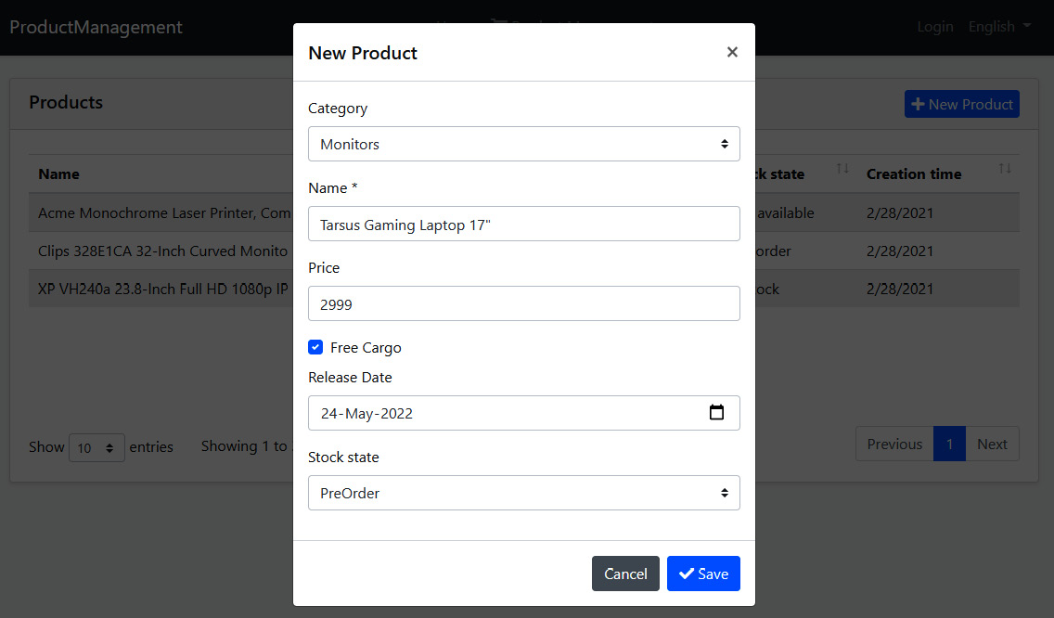 ProductManagement
Login English
New Product ×
Products
New Product
Category
Monitors
Name
state
Creation time
Name *
Acme Monochrome Laser Printer, Com
available
2/28/2021
Tarsus Gaming Laptop 17"
Clips 328E1CA 32-Inch Curved Monito
order
2/28/2021
Price
XP VH240a 23.8-Inch Full HD 1080p IP
ock
2/28/2021
2999
Free Cargo
Release Date
24-May-2022
Show 10 entries
Showing 1 to
Previous 1 Next
Stock state
PreOrder
Cancel
Save